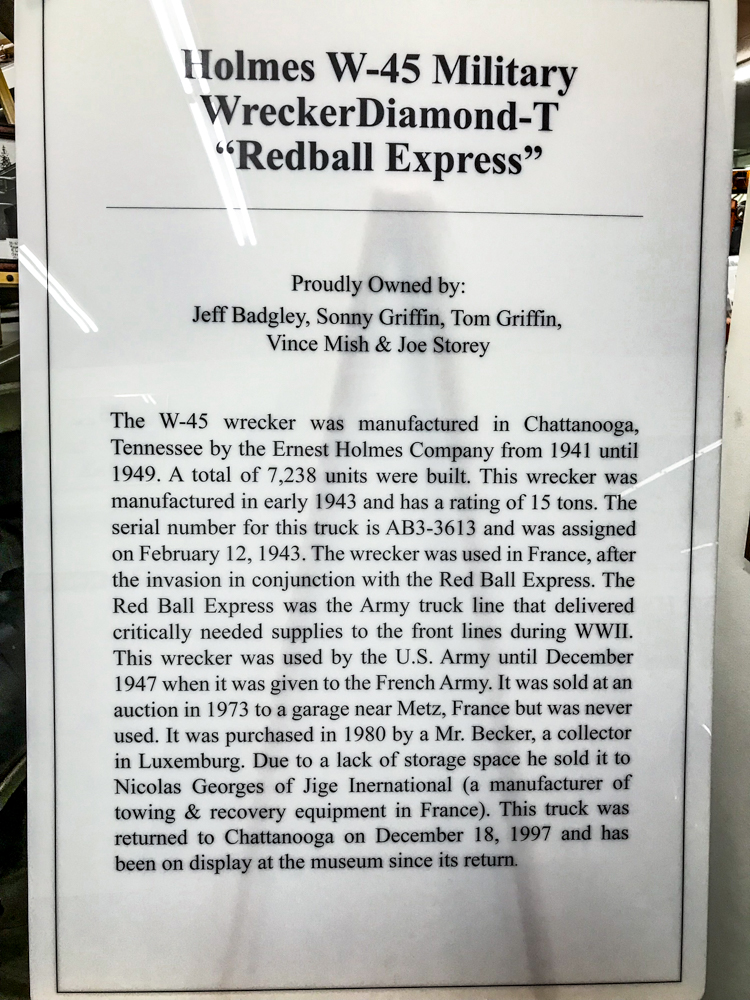 Holmes W-45 Military
WreckerDiamond-T
“Redball Express”
Proudly Owned by:
Jeff Badgley, Sonny Griffin, Tom Griffin,
Vince Mish & Joe Storey
The W-45 wrecker was manufactured in Chattanooga,
Tennessee by the Ernest Holmes Company from 1941 until
1949. A total of 7,238 units were built. This wrecker was
manufactured in early 1943 and has a rating of 15 tons. The
serial number for this truck is AB3-3613 and was assigned
on February 12, 1943. The wrecker was used in France, after
the invasion in conjunction with the Red Ball Express. The
Red Ball Express was the Army truck line that delivered
critically needed supplies to the front lines during WWII.
This wrecker was used by the U.S. Army until December
1947 when it was given to the French Army. It was sold at an
auction in 1973 to a garage near Metz, France but was never
used. It was purchased in 1980 by a Mr. Becker, a collector
in Luxemburg. Due to a lack of storage space he sold it to
Nicolas Georges of Jige Inernational (a manufacturer of
towing & recovery equipment in France). This truck was
returned to Chattanooga on December 18, 1997 and has
been on display at the museum since its return.